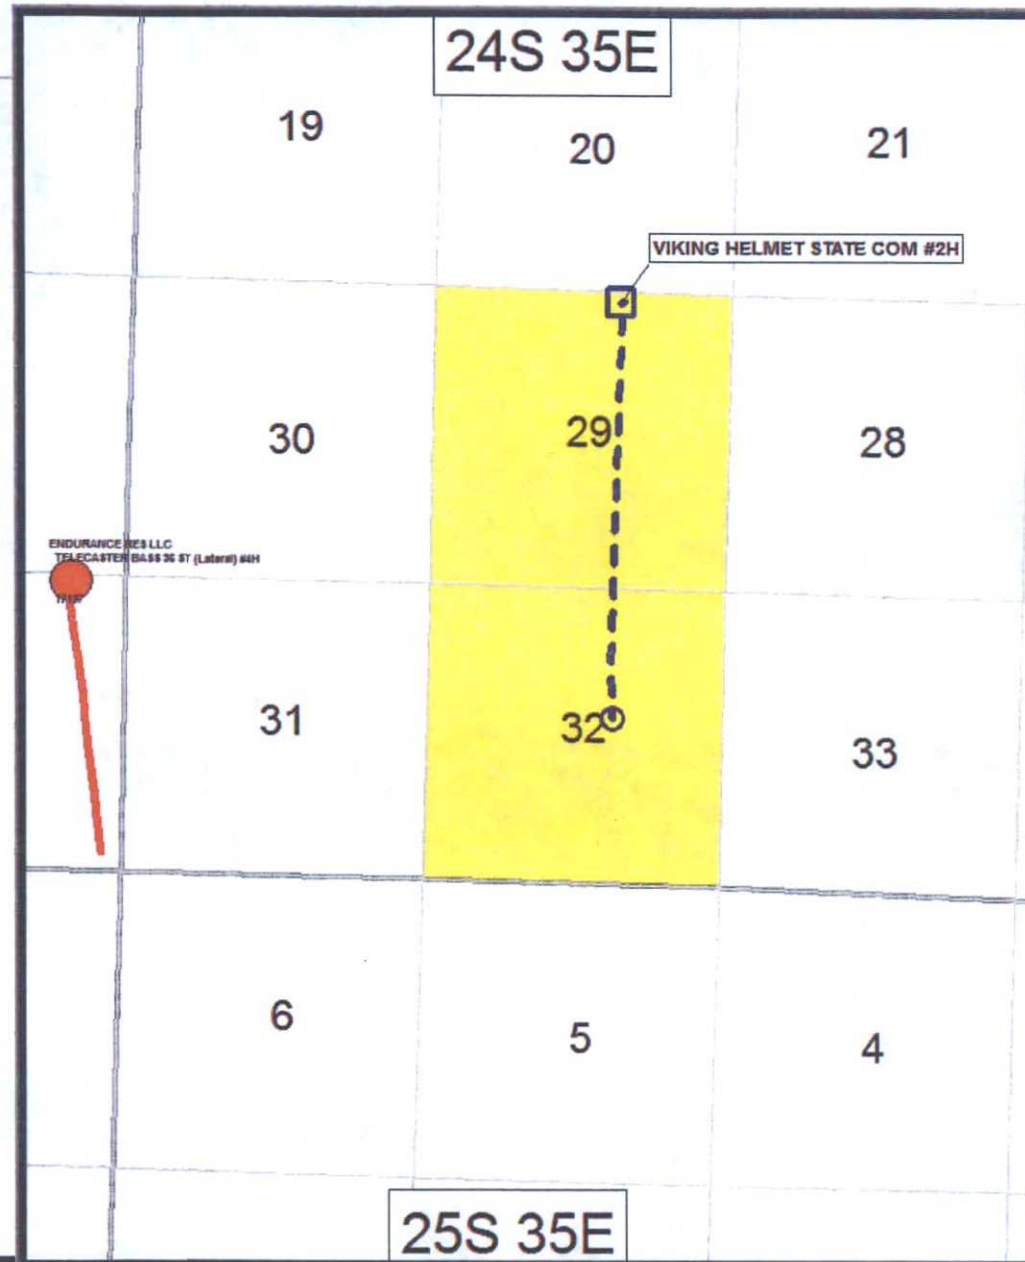 24S 35E
19
20
21
VIKING HELMET STATE COM #2H
30
29
28
ENDURANCE RES LLC
TELECASTER BASS 36 ST (Lateral) #4H
31
32
33
6
5
4
25S 35E